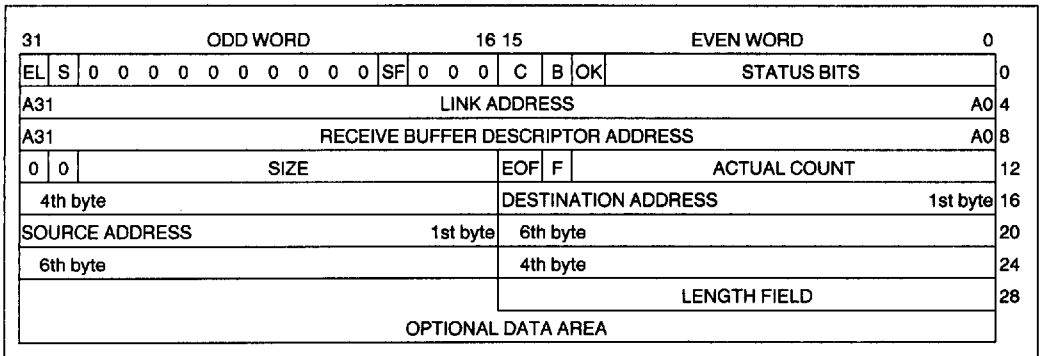 31 ODD WORD 16 15 EVEN WORD 0
EL S 0 0 0 0 0 0 0 0 0 0 SF 0 0 0 C B OK STATUS BITS 0
A31 LINK ADDRESS A0 4
A31 RECEIVE BUFFER DESCRIPTOR ADDRESS A0 8
0 0 SIZE EOF F ACTUAL COUNT 12
4th byte DESTINATION ADDRESS 1st byte 16
SOURCE ADDRESS 1st byte 6th byte 20
6th byte 4th byte 24
LENGTH FIELD 28
OPTIONAL DATA AREA